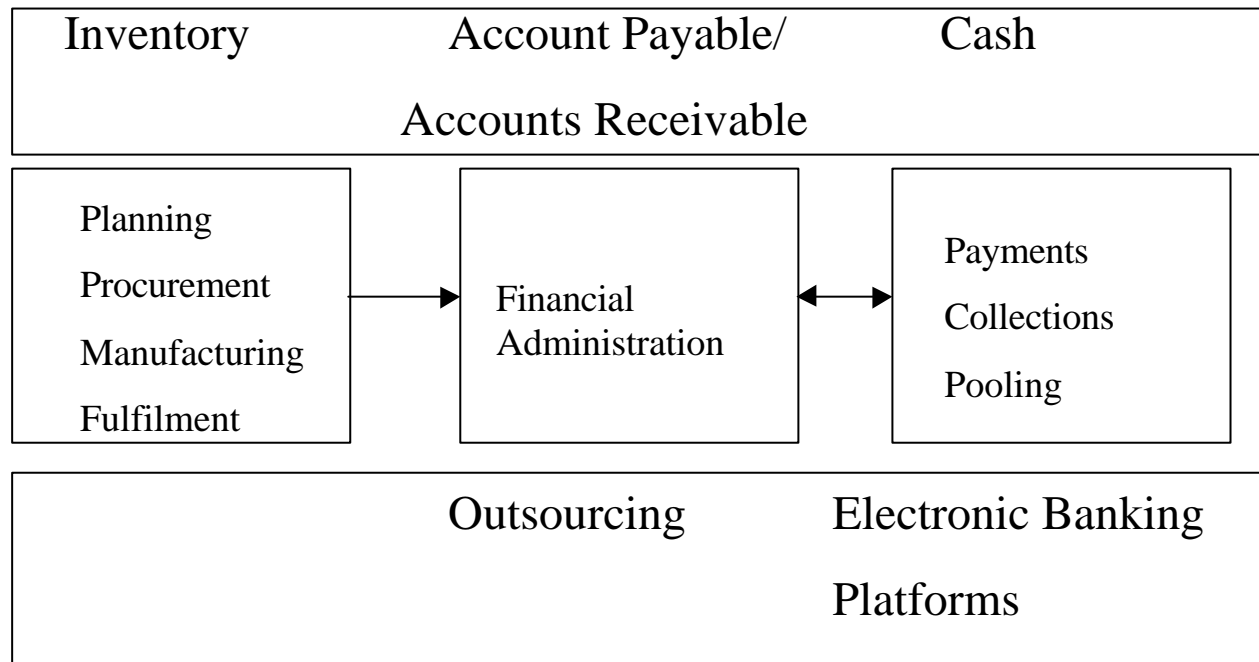 Inventory Account Payable/ Cash
Accounts Receivable
Planning
Procurement
Manufacturing
Fulfilment
Financial
Administration
Payments
Collections
Pooling
Outsourcing Electronic Banking
Platforms